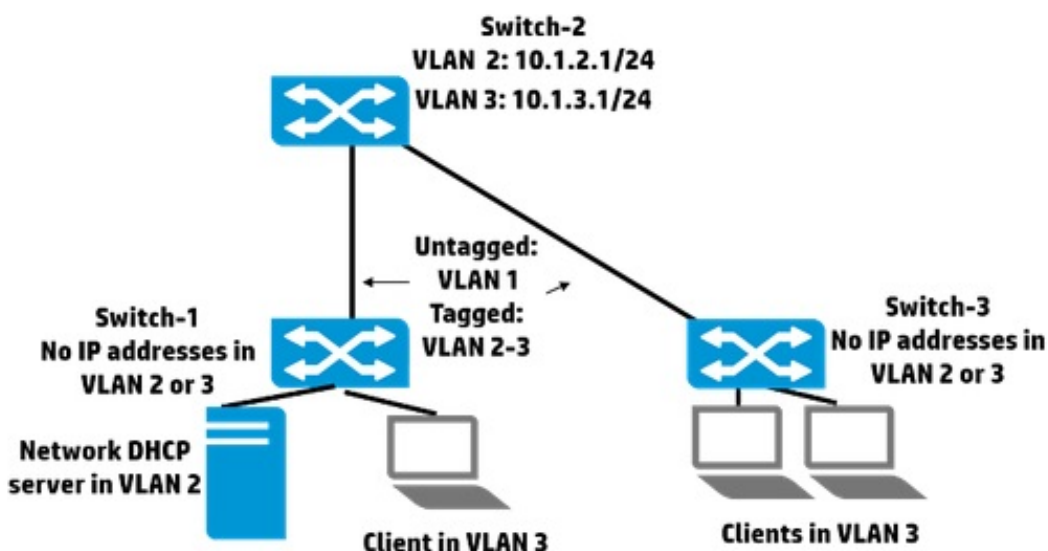 Switch-2
VLAN 2: 10.1.2.1/24
VLAN 3: 10.1.3.1/24
Untagged:
VLAN 1
Tagged:
VLAN 2-3
Switch-1
No IP addresses in
VLAN 2 or 3
Switch-3
No IP addresses in
VLAN 2 or 3
Network DHCP
server in VLAN 2
Client in VLAN 3
Clients in VLAN 3